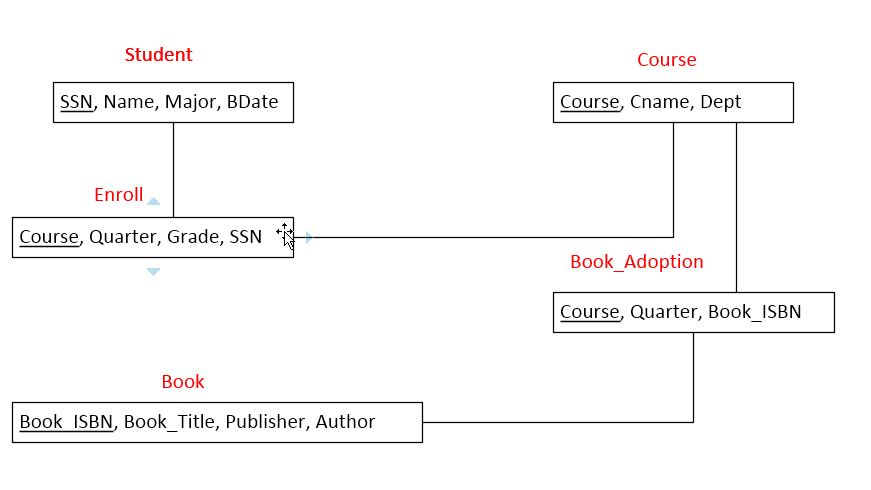 Student
SSN, Name, Major, BDate
Course
Course, Cname, Dept
Enroll
Course, Quarter, Grade, SSN
Book_Adoption
Course, Quarter, Book_ISBN
Book
Book_ISBN, Book_Title, Publisher, Author